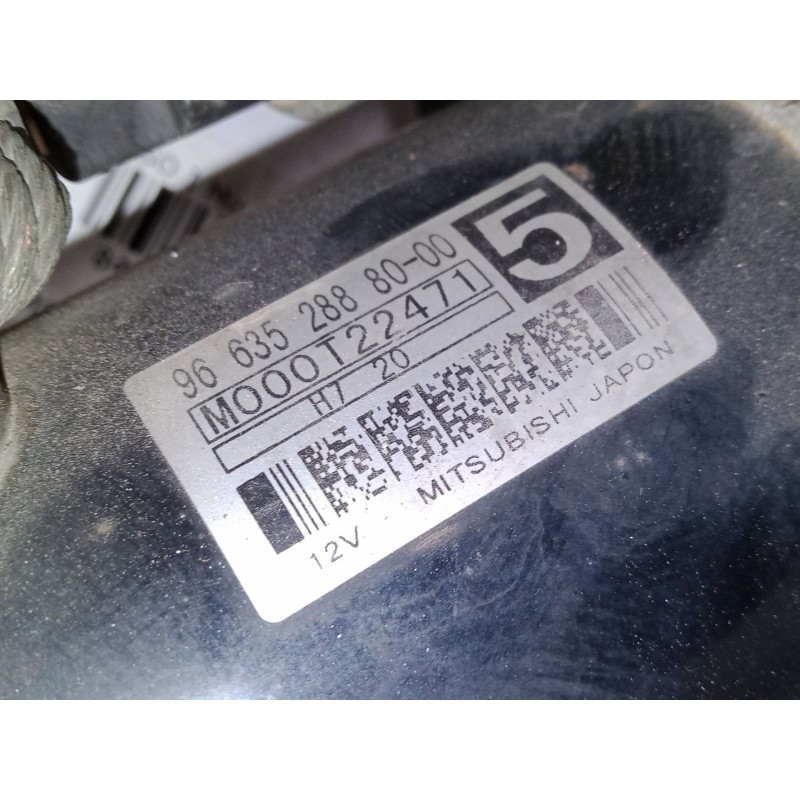 5
96 635 288 80-00
M000T22471
H7 20
12V MITSUBISHI JAPON